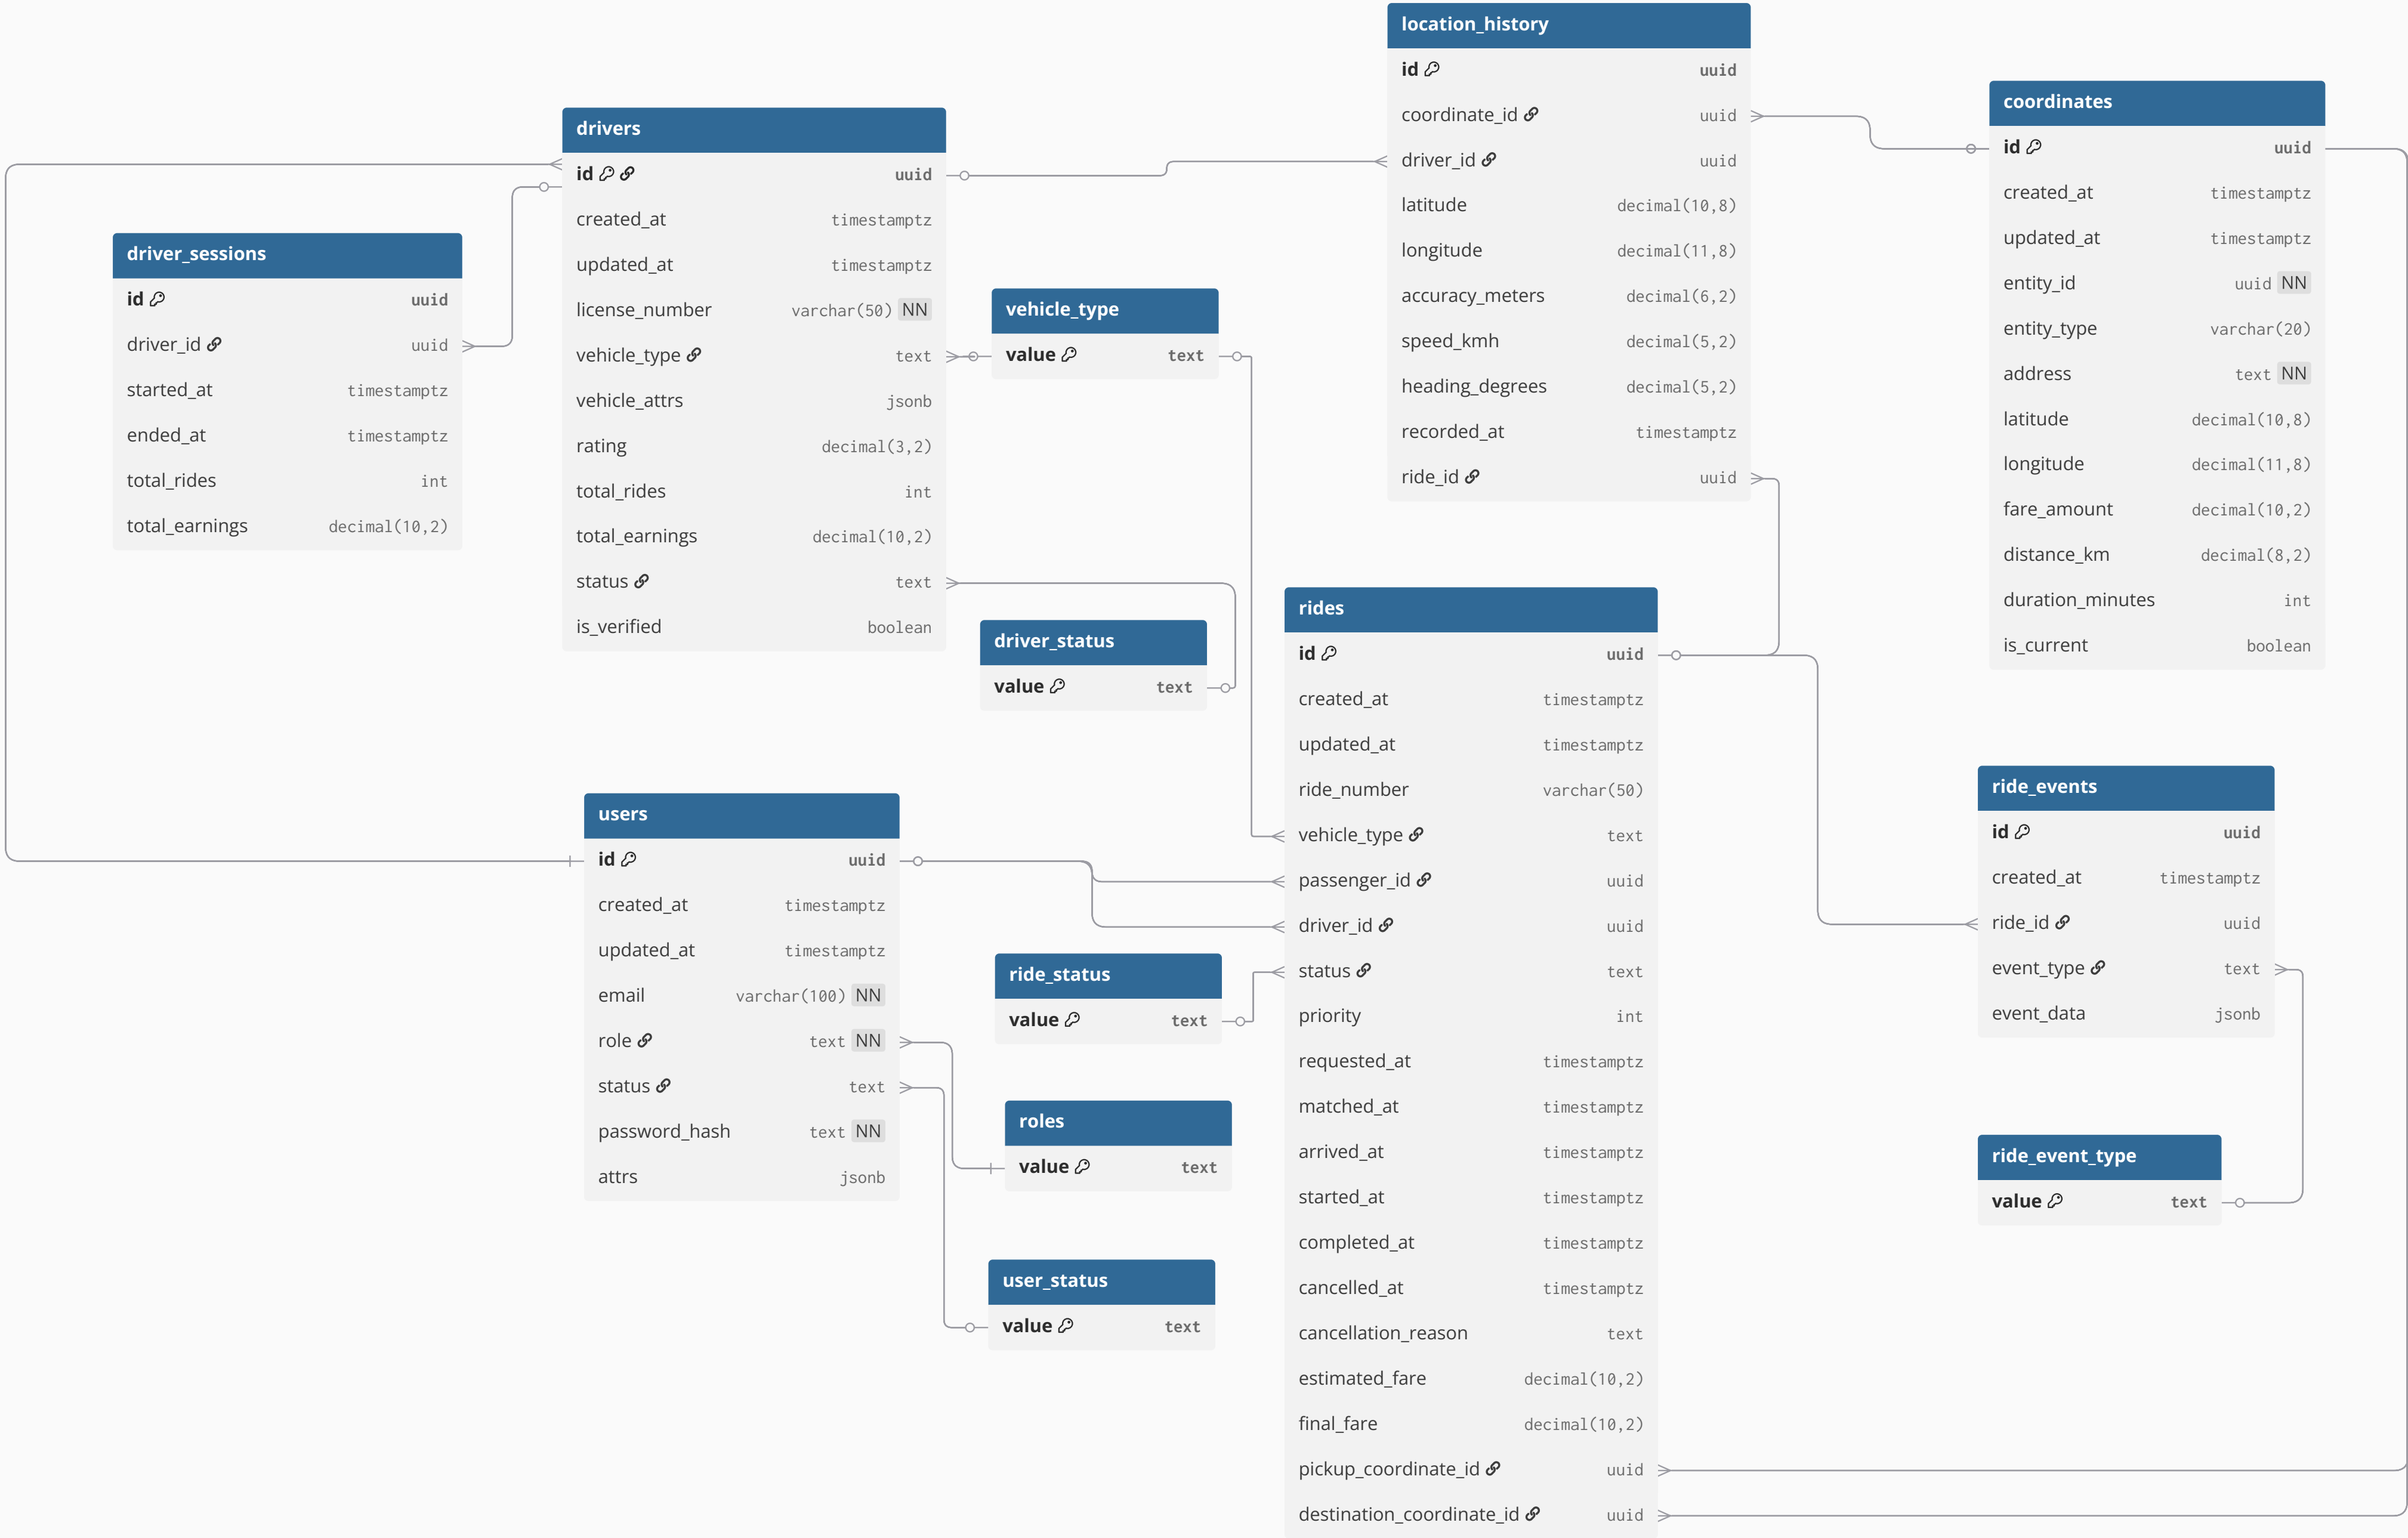 location_history
id uuid
coordinate_id uuid
driver_id uuid
latitude decimal(10,8)
longitude decimal(11,8)
accuracy_meters decimal(6,2)
speed_kmh decimal(5,2)
heading_degrees decimal(5,2)
recorded_at timestamptz
ride_id uuid
coordinates
id uuid
created_at timestamptz
updated_at timestamptz
entity_id uuid NN
entity_type varchar(20)
address text NN
latitude decimal(10,8)
longitude decimal(11,8)
fare_amount decimal(10,2)
distance_km decimal(8,2)
duration_minutes int
is_current boolean
drivers
id uuid
created_at timestamptz
updated_at timestamptz
license_number varchar(50) NN
vehicle_type text
vehicle_attrs jsonb
rating decimal(3,2)
total_rides int
total_earnings decimal(10,2)
status text
is_verified boolean
driver_sessions
id uuid
driver_id uuid
started_at timestamptz
ended_at timestamptz
total_rides int
total_earnings decimal(10,2)
vehicle_type
value text
driver_status
value text
rides
id uuid
created_at timestamptz
updated_at timestamptz
ride_number varchar(50)
vehicle_type text
passenger_id uuid
driver_id uuid
status text
priority int
requested_at timestamptz
matched_at timestamptz
arrived_at timestamptz
started_at timestamptz
completed_at timestamptz
cancelled_at timestamptz
cancellation_reason text
estimated_fare decimal(10,2)
final_fare decimal(10,2)
pickup_coordinate_id uuid
destination_coordinate_id uuid
users
id uuid
created_at timestamptz
updated_at timestamptz
email varchar(100) NN
role text NN
status text
password_hash text NN
attrs jsonb
ride_status
value text
roles
value text
user_status
value text
ride_events
id uuid
created_at timestamptz
ride_id uuid
event_type text
event_data jsonb
ride_event_type
value text